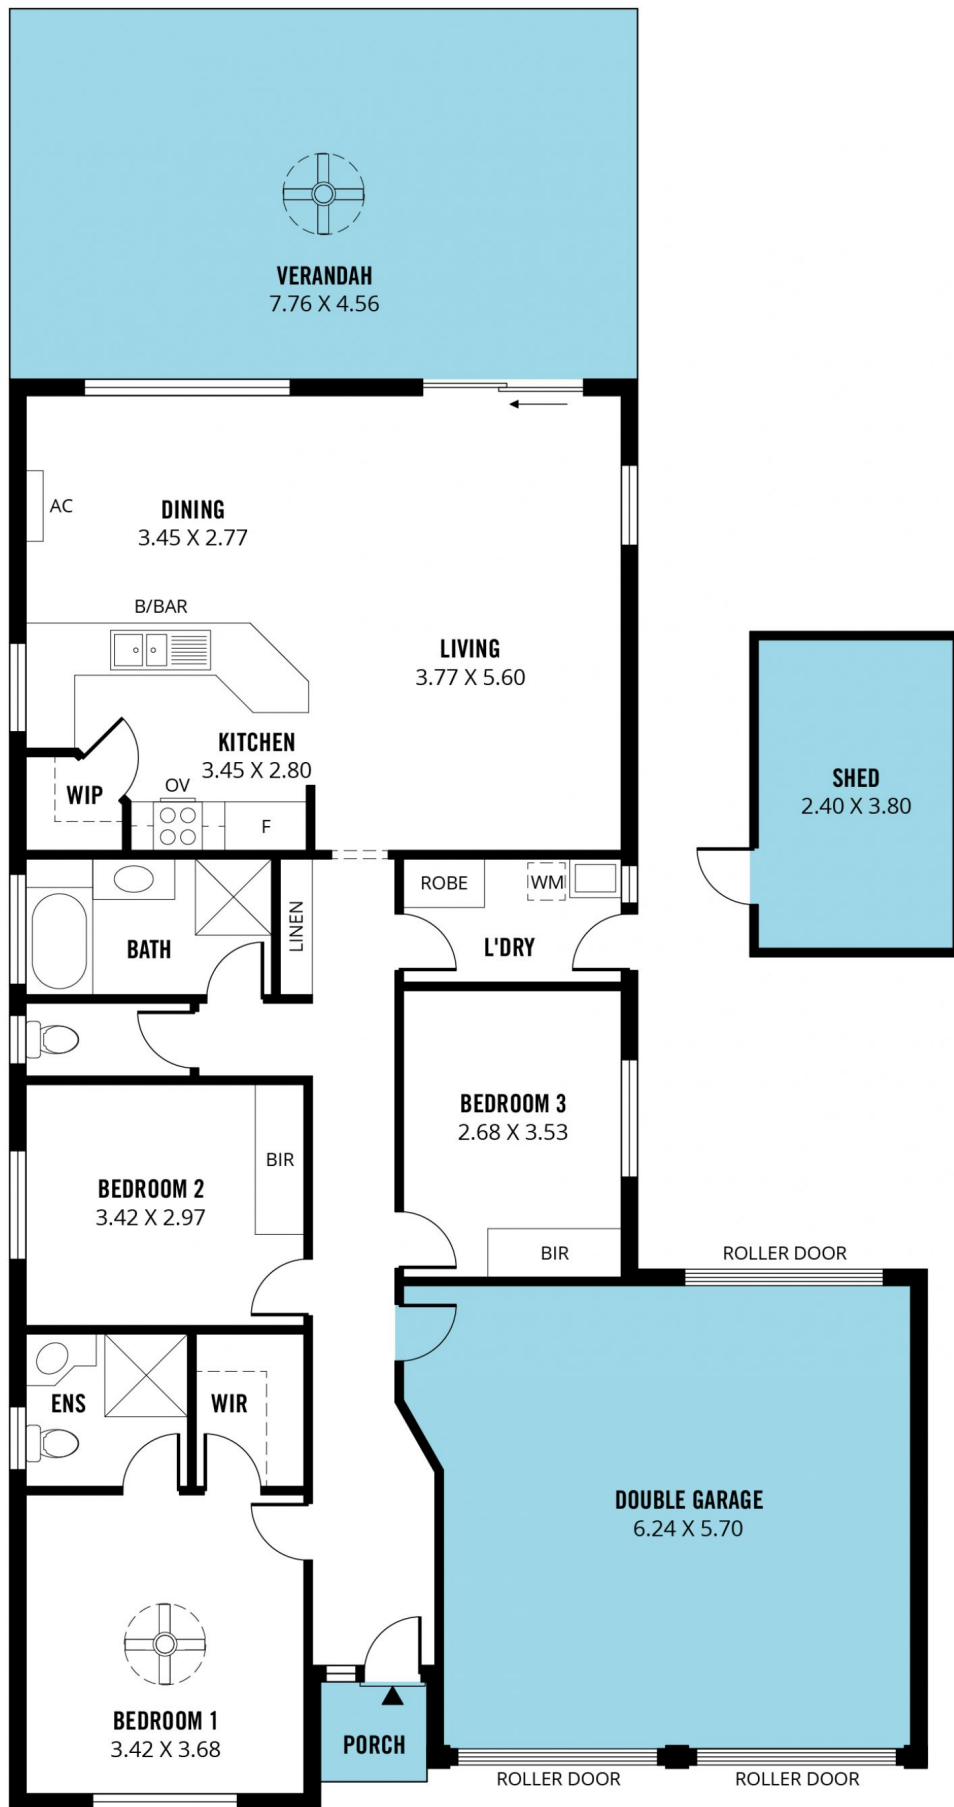 VERANDAH
7.76 X 4.56
AC
DINING
3.45 X 2.77
B/BAR
LIVING
3.77 X 5.60
KITCHEN
3.45 X 2.80
WIP
OV
F
SHED
2.40 X 3.80
BATH
LINEN
ROBE
WM
L'DRY
BEDROOM 3
2.68 X 3.53
BIR
BEDROOM 2
3.42 X 2.97
BIR
ROLLER DOOR
ENS
WIR
DOUBLE GARAGE
6.24 X 5.70
BEDROOM 1
3.42 X 3.68
PORCH
ROLLER DOOR
ROLLER DOOR